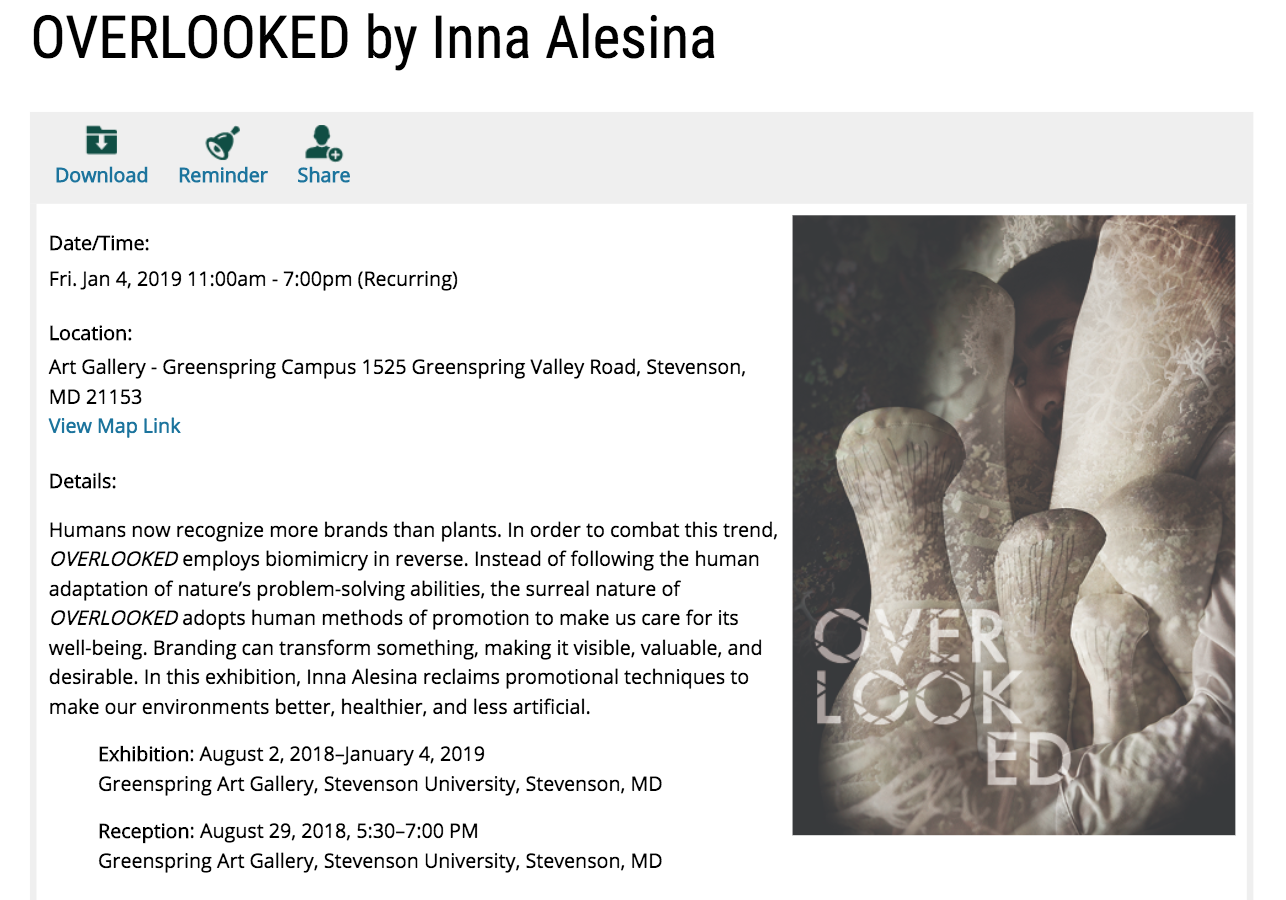 OVERLOOKED by Inna Alesina
Download
Reminder
Share
Date/Time:
Fri. Jan 4, 2019 11:00am - 7:00pm (Recurring)
Location:
Art Gallery - Greenspring Campus 1525 Greenspring Valley Road, Stevenson,
MD 21153
View Map Link
Details:
Humans now recognize more brands than plants. In order to combat this trend,
OVERLOOKED employs biomimicry in reverse. Instead of following the human
adaptation of nature’s problem-solving abilities, the surreal nature of
OVERLOOKED adopts human methods of promotion to make us care for its
well-being. Branding can transform something, making it visible, valuable, and
desirable. In this exhibition, Inna Alesina reclaims promotional techniques to
make our environments better, healthier, and less artificial.
Exhibition: August 2, 2018–January 4, 2019
Greenspring Art Gallery, Stevenson University, Stevenson, MD
Reception: August 29, 2018, 5:30–7:00 PM
Greenspring Art Gallery, Stevenson University, Stevenson, MD
OVER
LOOK
ED